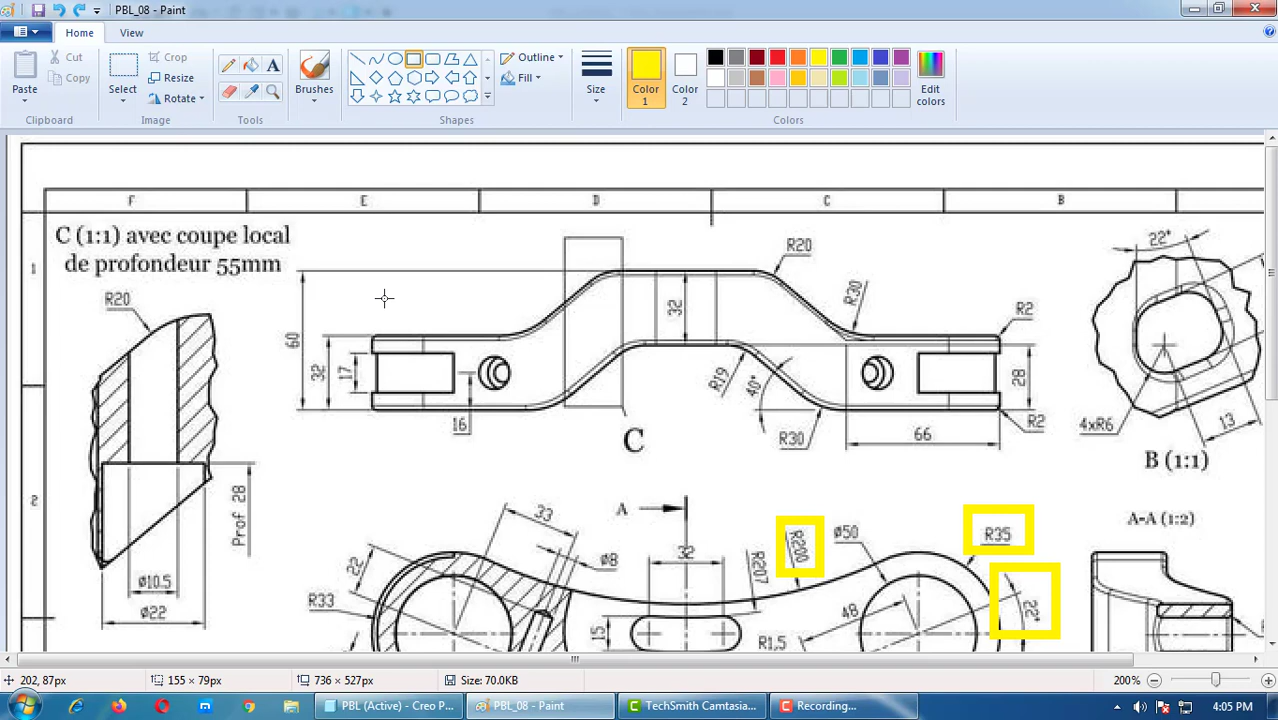 PBL_08 - Paint
Home
View
Paste
Cut
Copy
Clipboard
Select
Crop
Resize
Rotate
Image
Tools
Brushes
Outline
Fill
Shapes
Size
Color
1
Color
2
Edit
colors
Colors
F
E
D
C
B
1
2
C (1:1) avec coupe local
de profondeur 55mm
R20
Prof 28
Ø10.5
Ø22
60
32
17
16
32
R20
R30
R2
R19
40°
R30
28
R2
66
C
22°
4xR6
13
B (1:1)
A
33
Ø8
22
R33
32
15
R207
R200
Ø50
R35
22°
48
R1,5
A-A (1:2)
202, 87px
155 × 79px
736 × 527px
Size: 70.0KB
200%
PBL (Active) - Creo P...
PBL_08 - Paint
TechSmith Camtasia...
Recording...
4:05 PM